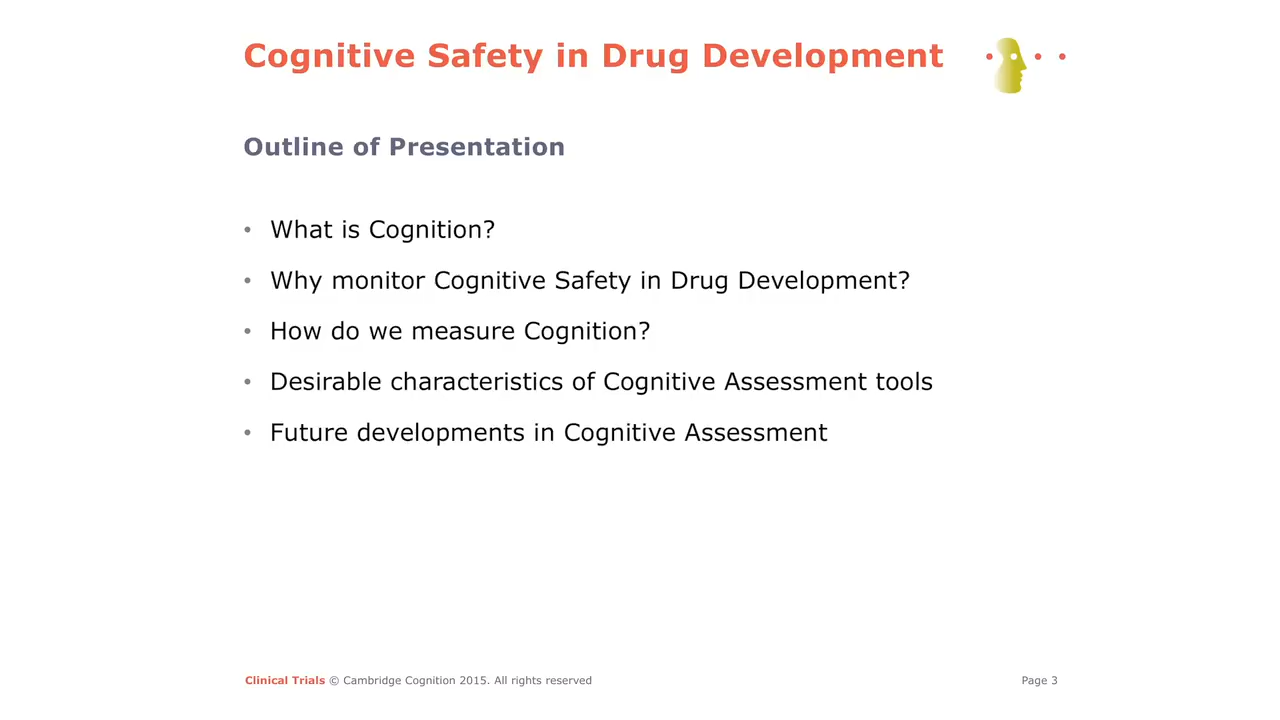 Cognitive Safety in Drug Development
Outline of Presentation
• What is Cognition?
• Why monitor Cognitive Safety in Drug Development?
• How do we measure Cognition?
• Desirable characteristics of Cognitive Assessment tools
• Future developments in Cognitive Assessment
Clinical Trials © Cambridge Cognition 2015. All rights reserved
Page 3